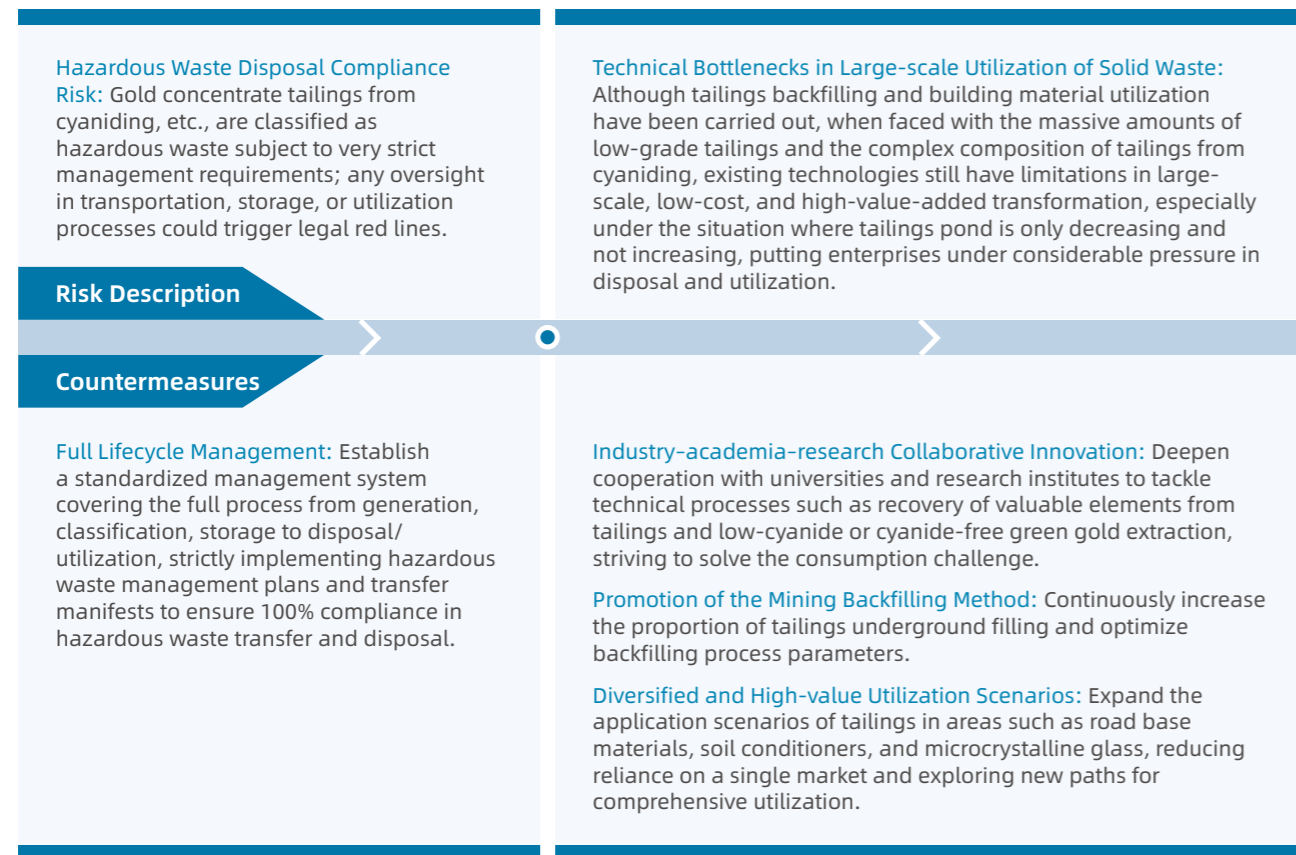 Hazardous Waste Disposal Compliance
Risk: Gold concentrate tailings from
cyaniding, etc., are classified as
hazardous waste subject to very strict
management requirements; any oversight
in transportation, storage, or utilization
processes could trigger legal red lines.
Technical Bottlenecks in Large-scale Utilization of Solid Waste:
Although tailings backfilling and building material utilization
have been carried out, when faced with the massive amounts of
low-grade tailings and the complex composition of tailings from
cyaniding, existing technologies still have limitations in large-
scale, low-cost, and high-value-added transformation, especially
under the situation where tailings pond is only decreasing and
not increasing, putting enterprises under considerable pressure in
disposal and utilization.
Risk Description
Countermeasures
Full Lifecycle Management: Establish
a standardized management system
covering the full process from generation,
classification, storage to disposal/
utilization, strictly implementing hazardous
waste management plans and transfer
manifests to ensure 100% compliance in
hazardous waste transfer and disposal.
Industry–academia–research Collaborative Innovation: Deepen
cooperation with universities and research institutes to tackle
technical processes such as recovery of valuable elements from
tailings and low-cyanide or cyanide-free green gold extraction,
striving to solve the consumption challenge.
Promotion of the Mining Backfilling Method: Continuously increase
the proportion of tailings underground filling and optimize
backfilling process parameters.
Diversified and High-value Utilization Scenarios: Expand the
application scenarios of tailings in areas such as road base
materials, soil conditioners, and microcrystalline glass, reducing
reliance on a single market and exploring new paths for
comprehensive utilization.